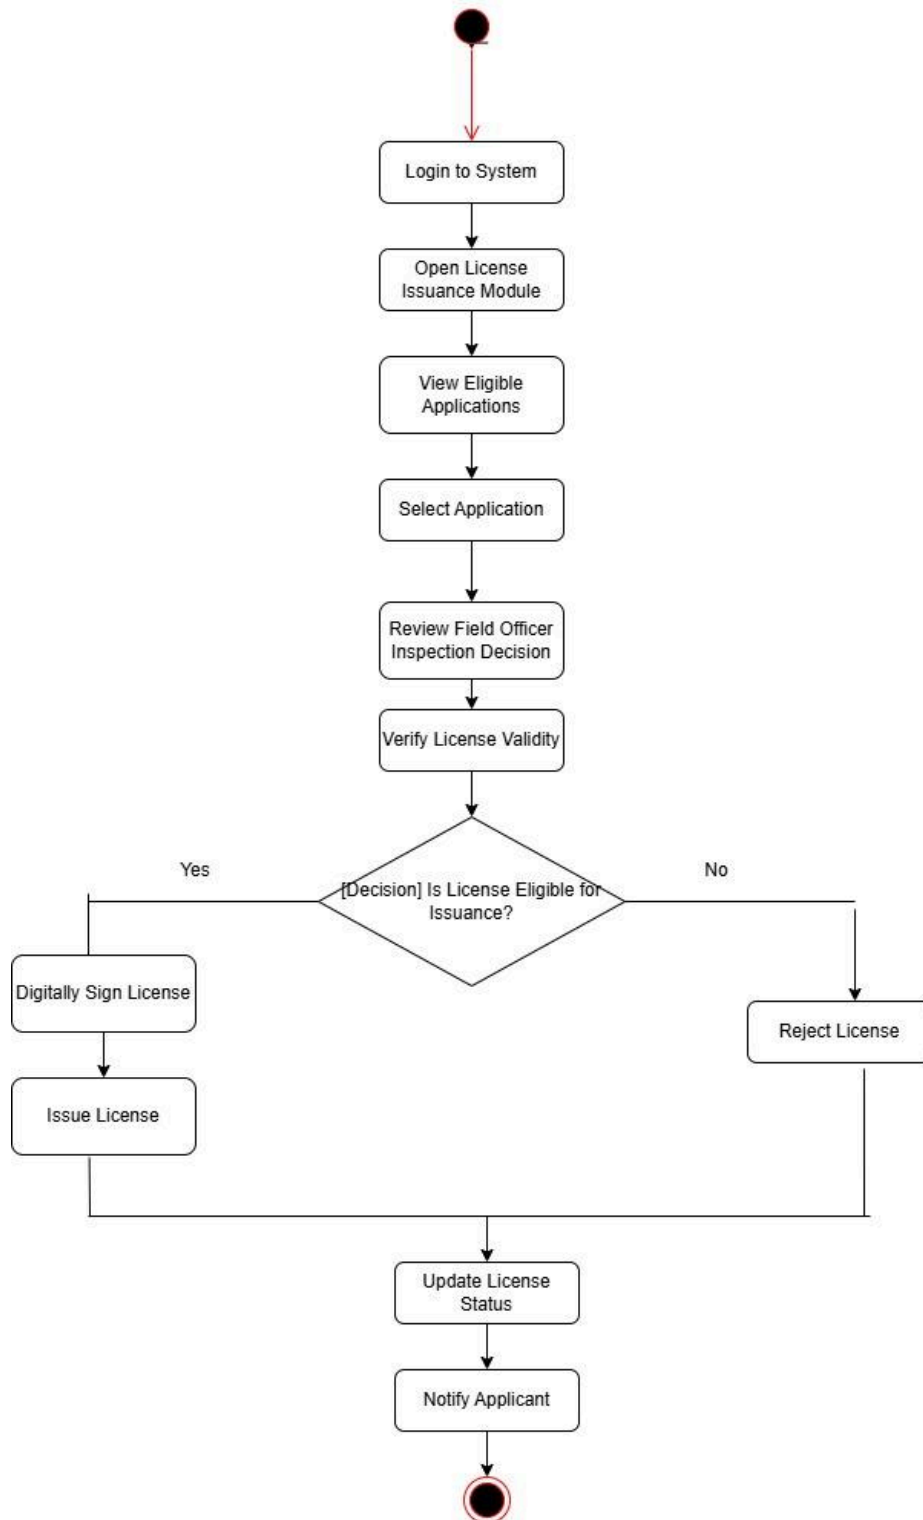 Login to System
Open License
Issuance Module
View Eligible
Applications
Select Application
Review Field Officer
Inspection Decision
Verify License Validity
Yes
No
[Decision] Is License Eligible for
Issuance?
Digitally Sign License
Reject License
Issue License
Update License
Status
Notify Applicant